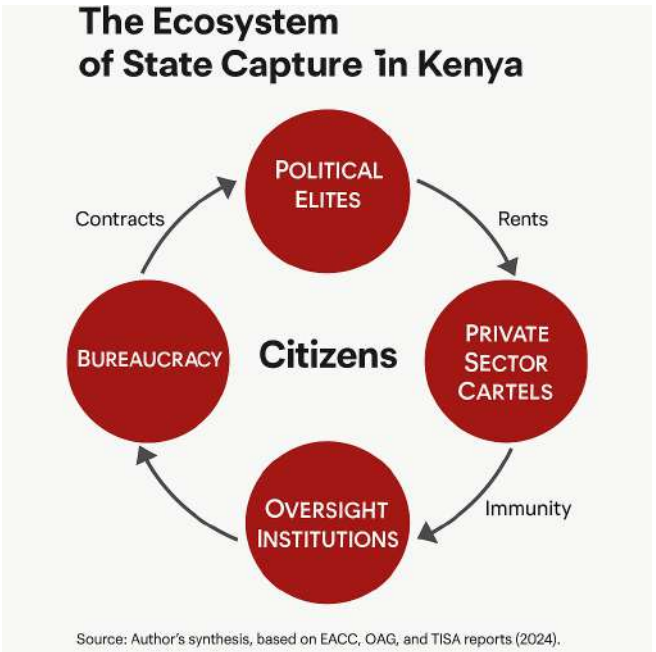 The Ecosystem
of State Capture in Kenya
POLITICAL
ELITES
Contracts
Rents
BUREAUCRACY
Citizens
PRIVATE
SECTOR
CARTELS
Immunity
OVERSIGHT
INSTITUTIONS
Source: Author's synthesis, based on EACC, OAG, and TISA reports (2024).